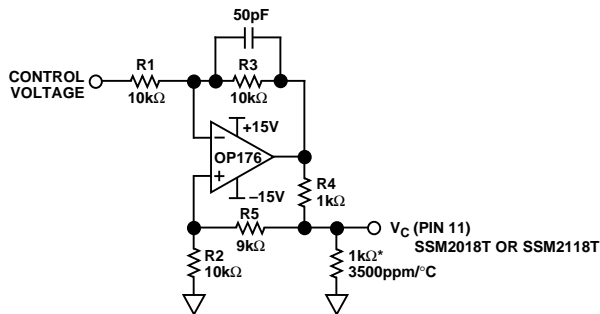 50pF
R1
R3
CONTROL
VOLTAGE
10kΩ
10kΩ
+15V
−
OP176
+
R4
1kΩ
−15V
R5
VC (PIN 11)
9kΩ
SSM2018T OR SSM2118T
R2
10kΩ
1kΩ*
3500ppm/°C